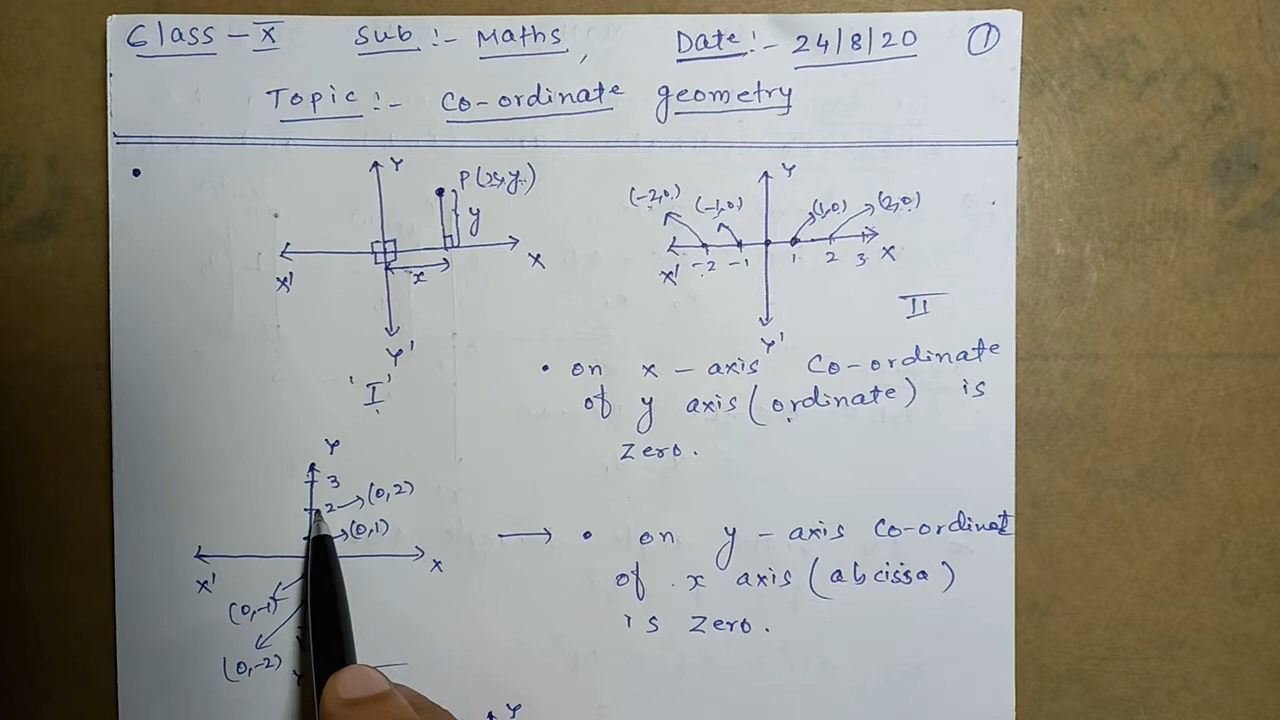 Class - X Sub :- Maths, Date :- 24/8/20 1
Topic :- Co-ordinate geometry
Y
P(x, y)
y
X' X
x
Y'
'I'
Y
(-2,0) (-1,0) (1,0) (2,0)
X' -2 -1 1 2 3 X
Y'
II
• on x-axis Co-ordinate
of y axis (ordinate) is
Zero.
Y
3
2 → (0,2)
→ (0,1)
X' X
(0,-1)
(0,-2)
Y
→ • on y-axis Co-ordinat
of x axis (abcissa)
is Zero.
Y